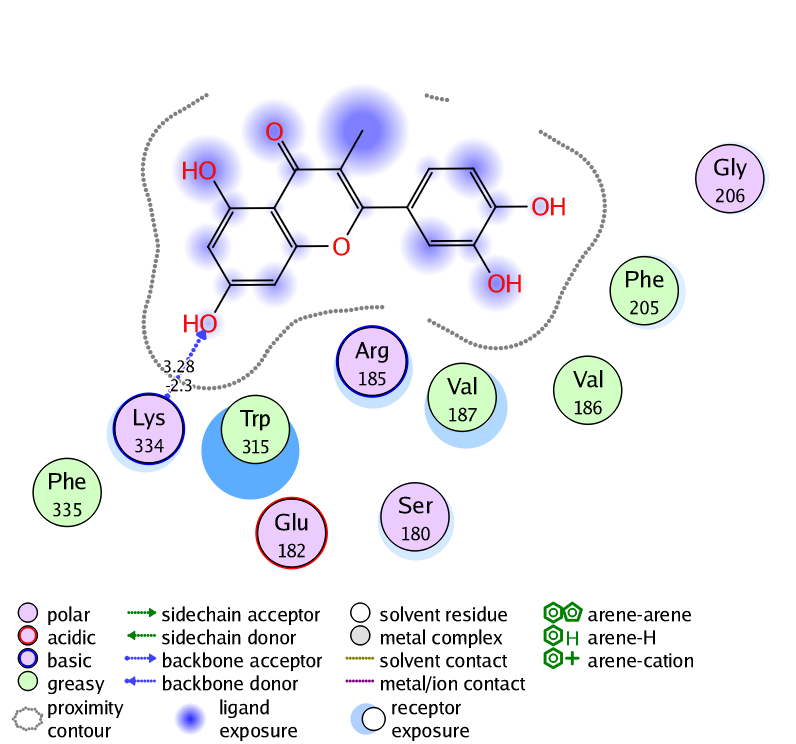 O
HO
O
OH
OH
HO
Gly
206
Phe
205
Val
186
Arg
185
Val
187
3.28
-2.3
Lys
334
Trp
315
Phe
335
Glu
182
Ser
180
polar
acidic
basic
greasy
proximity
contour
sidechain acceptor
sidechain donor
backbone acceptor
backbone donor
ligand
exposure
solvent residue
metal complex
solvent contact
metal/ion contact
receptor
exposure
arene-arene
H arene-H
+ arene-cation